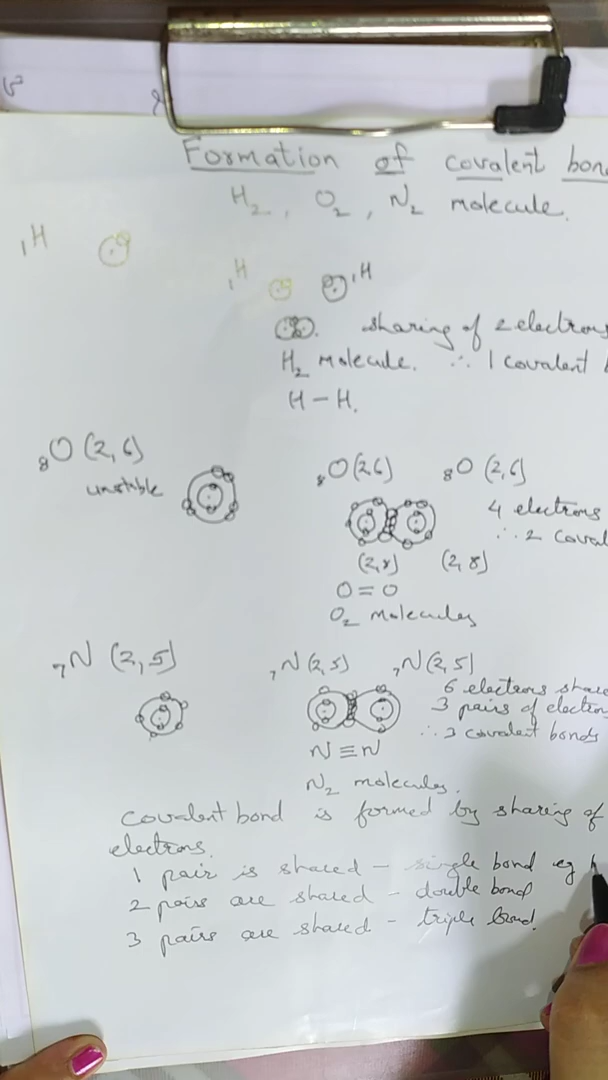 Formation of covalent bon
H2, O2, N2 molecule.
1H
1H 1H
sharing of 2 electrons
H2 molecule. ∴ 1 covalent b
H – H.
8O (2, 6)
unstable
8O (2,6) 8O (2,6)
4 electrons
∴ 2 coval
(2,8) (2, 8)
O = O
O2 molecules
7N (2, 5)
7N (2,5) 7N (2,5)
6 electrons share
3 pairs of electron
∴ 3 covalent bonds
N ≡ N
N2 molecules.
Covalent bond is formed by sharing of
electrons.
1 pair is shared – single bond eg
2 pairs are shared – double bond
3 pairs are shared – triple bond.